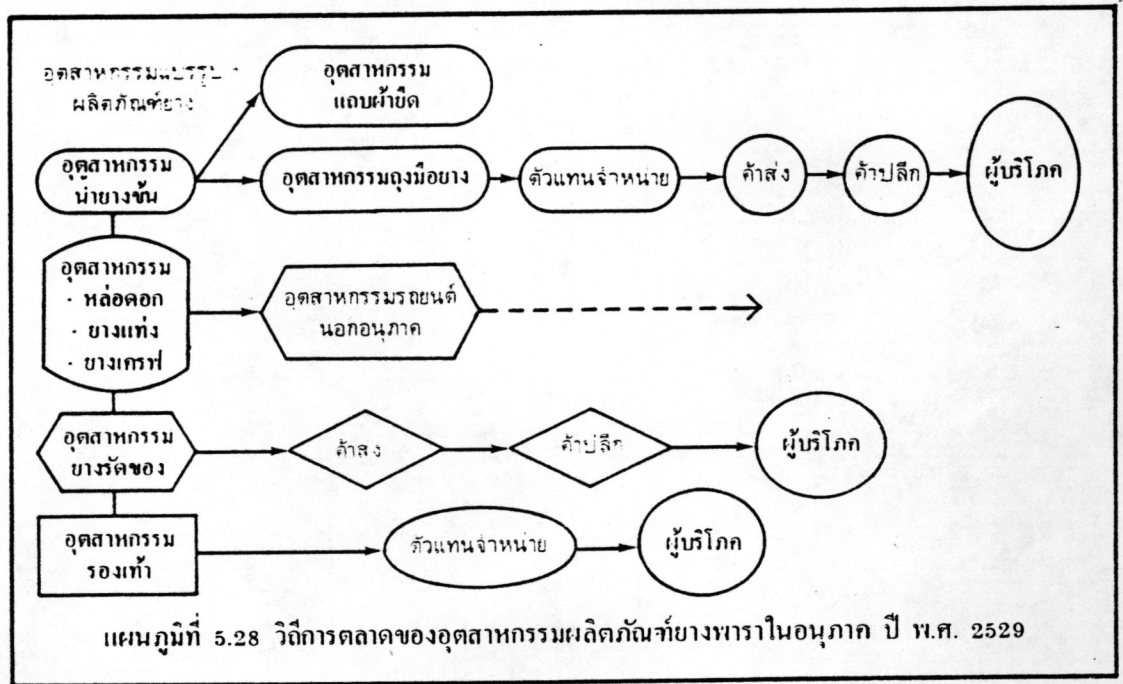 อุตสาหกรรมแปรรูป
ผลิตภัณฑ์ยาง
อุตสาหกรรม
แถบผ้ายืด
อุตสาหกรรม
น้ำยางข้น
อุตสาหกรรมถุงมือยาง
ตัวแทนจำหน่าย
ค้าส่ง
ค้าปลีก
ผู้บริโภค
อุตสาหกรรม
· หล่อดอก
· ยางแท่ง
· ยางเครฟ
อุตสาหกรรมรถยนต์
นอกอนุภาค
อุตสาหกรรม
ยางรัดของ
ค้าส่ง
ค้าปลีก
ผู้บริโภค
อุตสาหกรรม
รองเท้า
ตัวแทนจำหน่าย
ผู้บริโภค
แผนภูมิที่ 5.28 วิถีการตลาดของอุตสาหกรรมผลิตภัณฑ์ยางพาราในอนุภาค ปี พ.ศ. 2529